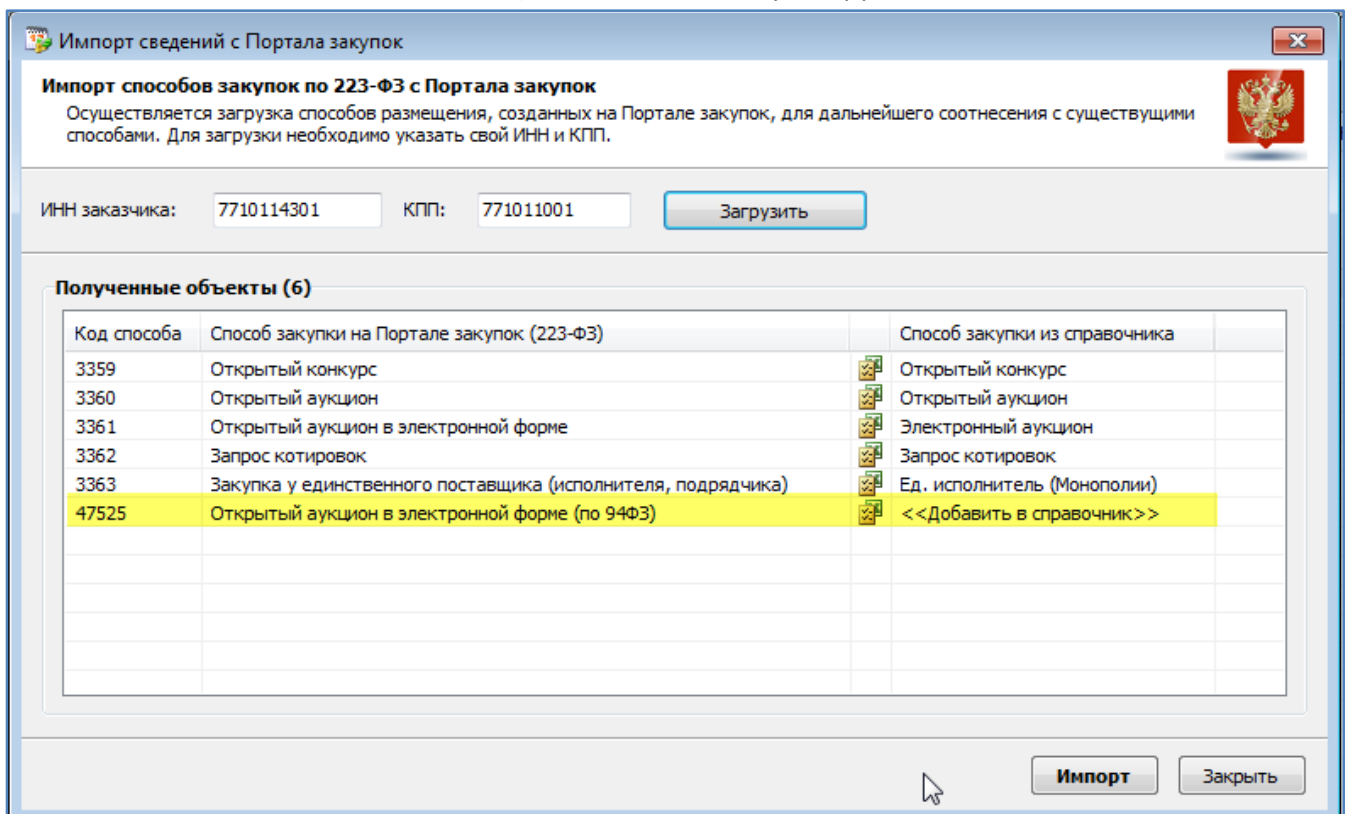 Импорт сведений с Портала закупок
Импорт способов закупок по 223-ФЗ с Портала закупок
Осуществляется загрузка способов размещения, созданных на Портале закупок, для дальнейшего соотнесения с существущими
способами. Для загрузки необходимо указать свой ИНН и КПП.
ИНН заказчика: 7710114301 КПП: 771011001 Загрузить
Полученные объекты (6)
Код способа Способ закупки на Портале закупок (223-ФЗ) Способ закупки из справочника
3359 Открытый конкурс Открытый конкурс
3360 Открытый аукцион Открытый аукцион
3361 Открытый аукцион в электронной форме Электронный аукцион
3362 Запрос котировок Запрос котировок
3363 Закупка у единственного поставщика (исполнителя, подрядчика) Ед. исполнитель (Монополии)
47525 Открытый аукцион в электронной форме (по 94ФЗ) <<Добавить в справочник>>
Импорт Закрыть